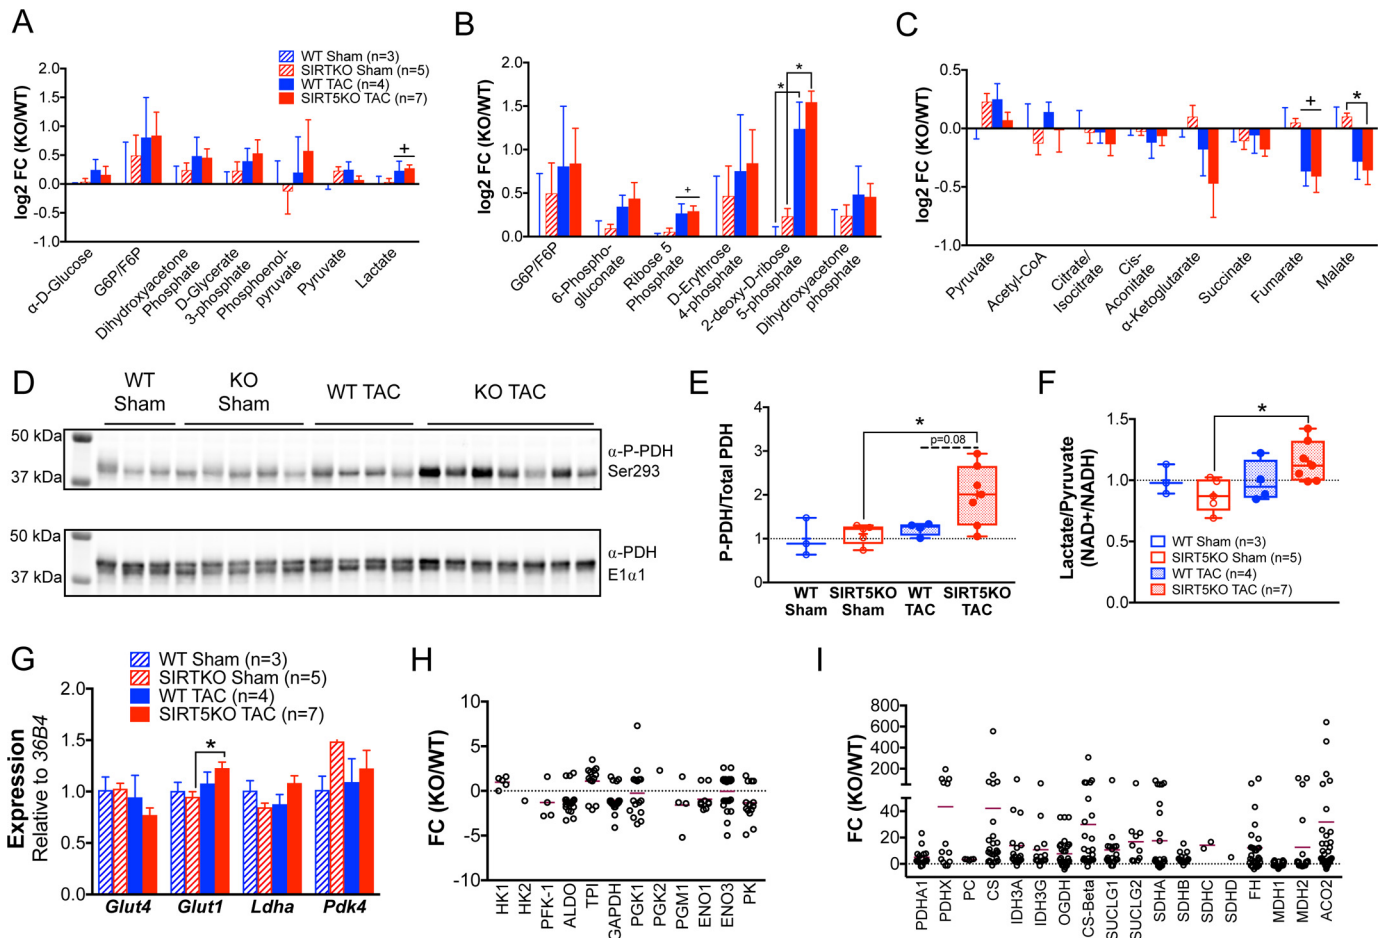 A
WT Sham (n=3)
SIRTKO Sham (n=5)
WT TAC (n=4)
SIRT5KO TAC (n=7)
log2 FC (KO/WT)
2.0
1.5
1.0
0.5
0.0
-0.5
-1.0
+
α-D-Glucose
G6P/F6P
Dihydroxyacetone
Phosphate
D-Glycerate
3-phosphate
Phosphoenol-
pyruvate
Pyruvate
Lactate
B
log2 FC (KO/WT)
2.0
1.5
1.0
0.5
0.0
+
*
*
G6P/F6P
6-Phospho-
gluconate
Ribose 5
Phosphate
D-Erythrose
4-phosphate
2-deoxy-D-ribose
5-phosphate
Dihydroxyacetone
phosphate
C
log2 FC (KO/WT)
0.5
0.0
-0.5
-1.0
+
*
Pyruvate
Acetyl-CoA
Citrate/
Isocitrate
Cis-
Aconitate
α-Ketoglutarate
Succinate
Fumarate
Malate
D
WT
Sham
KO
Sham
WT TAC
KO TAC
50 kDa
37 kDa
α-P-PDH
Ser293
50 kDa
37 kDa
α-PDH
E1α1
E
P-PDH/Total PDH
4
3
2
1
0
*
p=0.08
WT
Sham
SIRT5KO
Sham
WT
TAC
SIRT5KO
TAC
F
Lactate/Pyruvate
(NAD+/NADH)
1.5
1.0
0.5
0.0
*
WT Sham (n=3)
SIRT5KO Sham (n=5)
WT TAC (n=4)
SIRT5KO TAC (n=7)
G
WT Sham (n=3)
SIRTKO Sham (n=5)
WT TAC (n=4)
SIRT5KO TAC (n=7)
Expression
Relative to 36B4
2.0
1.5
1.0
0.5
0.0
*
Glut4
Glut1
Ldha
Pdk4
H
FC (KO/WT)
10
5
0
-5
-10
HK1
HK2
PFK-1
ALDO
TPI
GAPDH
PGK1
PGK2
PGM1
ENO1
ENO3
PK
I
FC (KO/WT)
800
600
400
200
40
20
0
PDHA1
PDHX
PC
CS
IDH3A
IDH3G
OGDH
CS-Beta
SUCLG1
SUCLG2
SDHA
SDHB
SDHC
SDHD
FH
MDH1
MDH2
ACO2